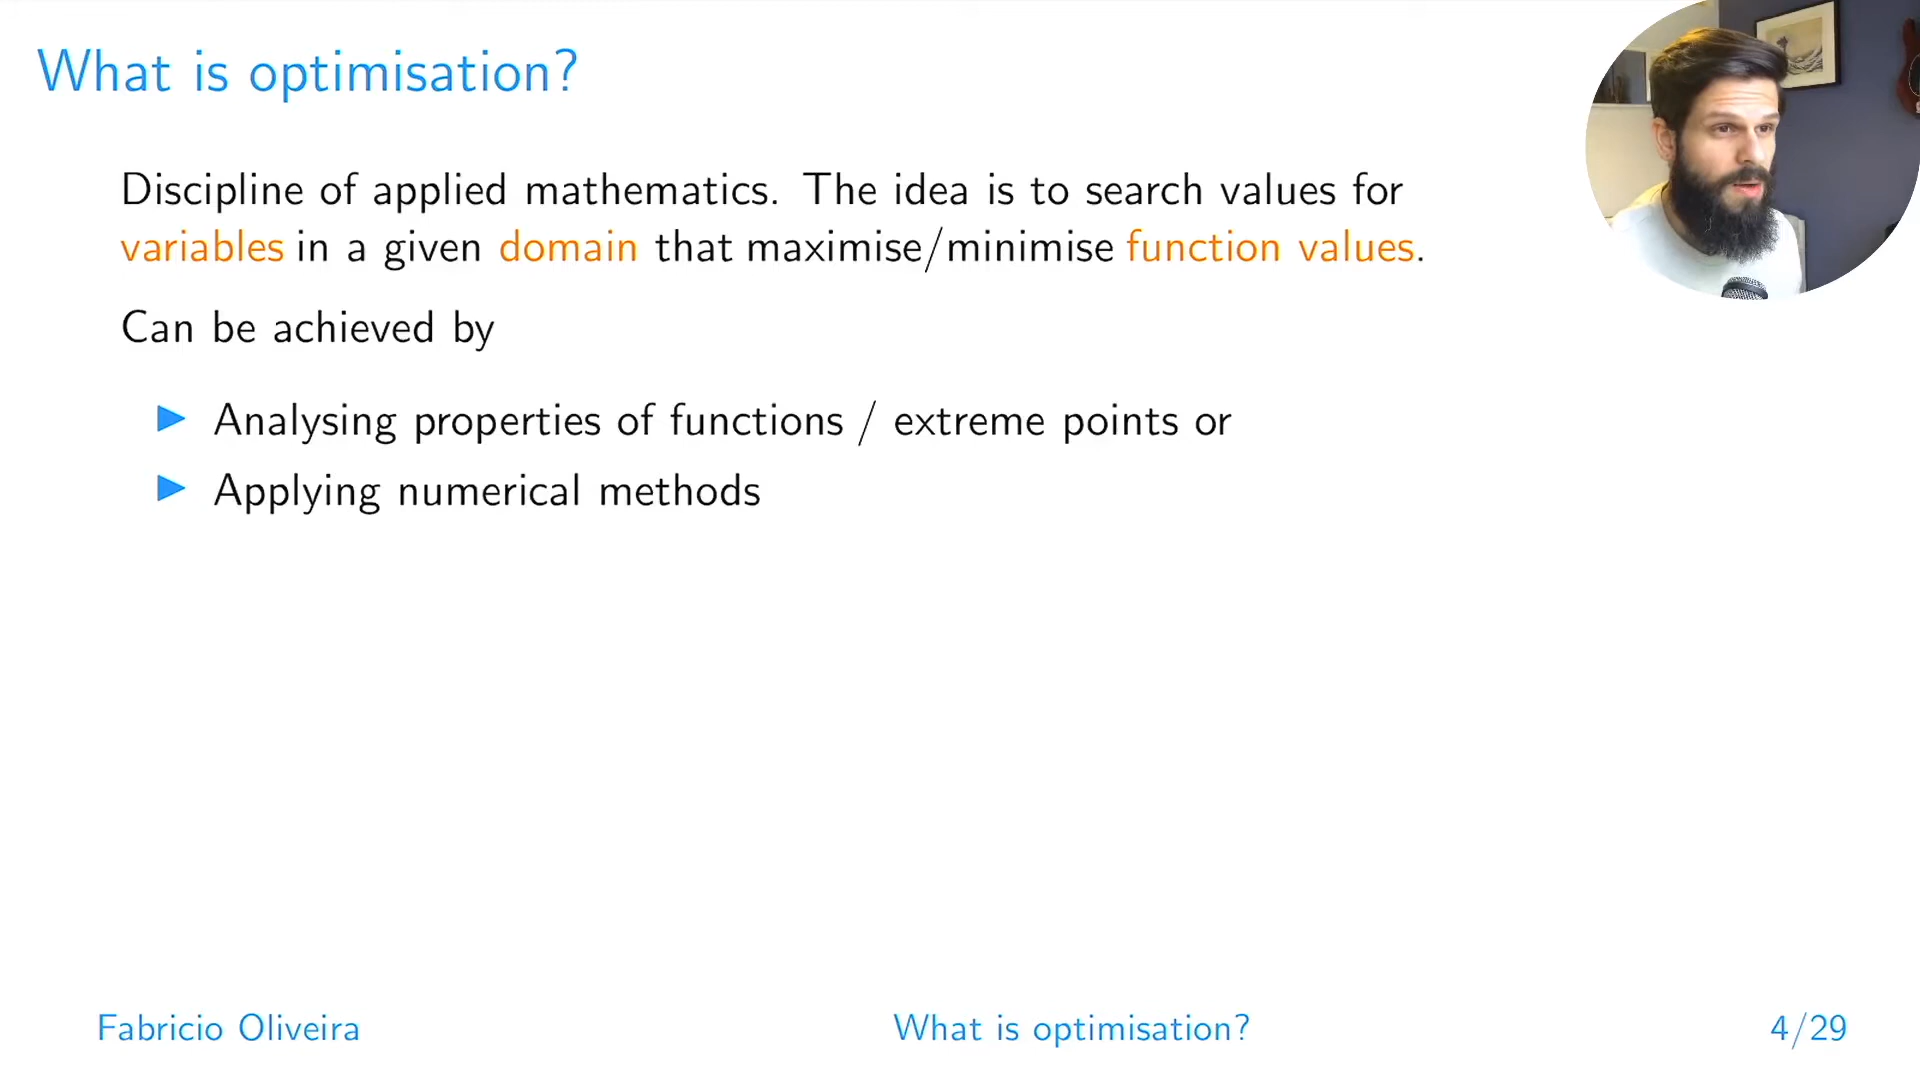 What is optimisation?
Discipline of applied mathematics. The idea is to search values for
variables in a given domain that maximise/minimise function values.
Can be achieved by
▶ Analysing properties of functions / extreme points or
▶ Applying numerical methods
Fabricio Oliveira What is optimisation? 4/29